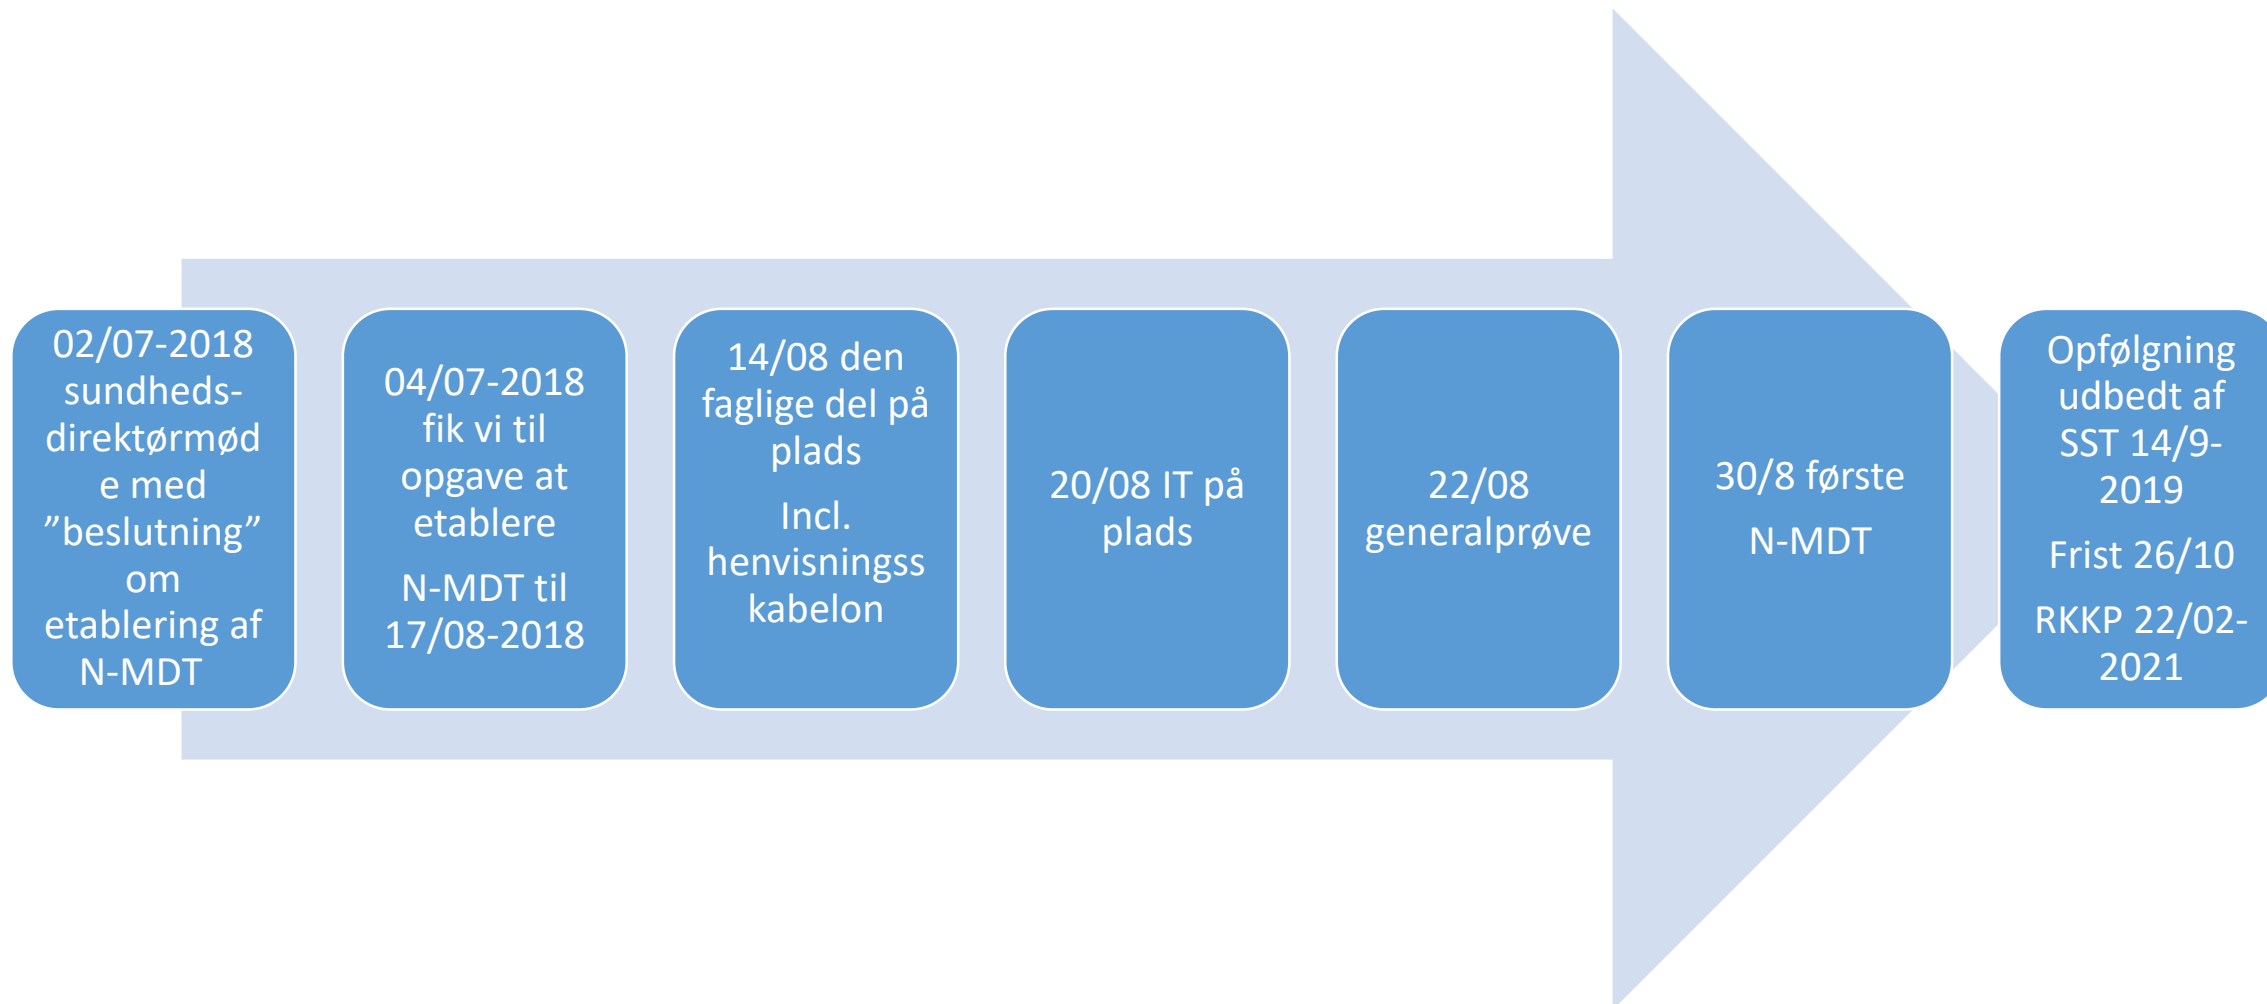 02/07-2018
sundheds-
direktørmød
e med
”beslutning”
om
etablering af
N-MDT
04/07-2018
fik vi til
opgave at
etablere
N-MDT til
17/08-2018
14/08 den
faglige del på
plads
Incl.
henvisningss
kabelon
20/08 IT på
plads
22/08
generalprøve
30/8 første
N-MDT
Opfølgning
udbedt af
SST 14/9-
2019
Frist 26/10
RKKP 22/02-
2021